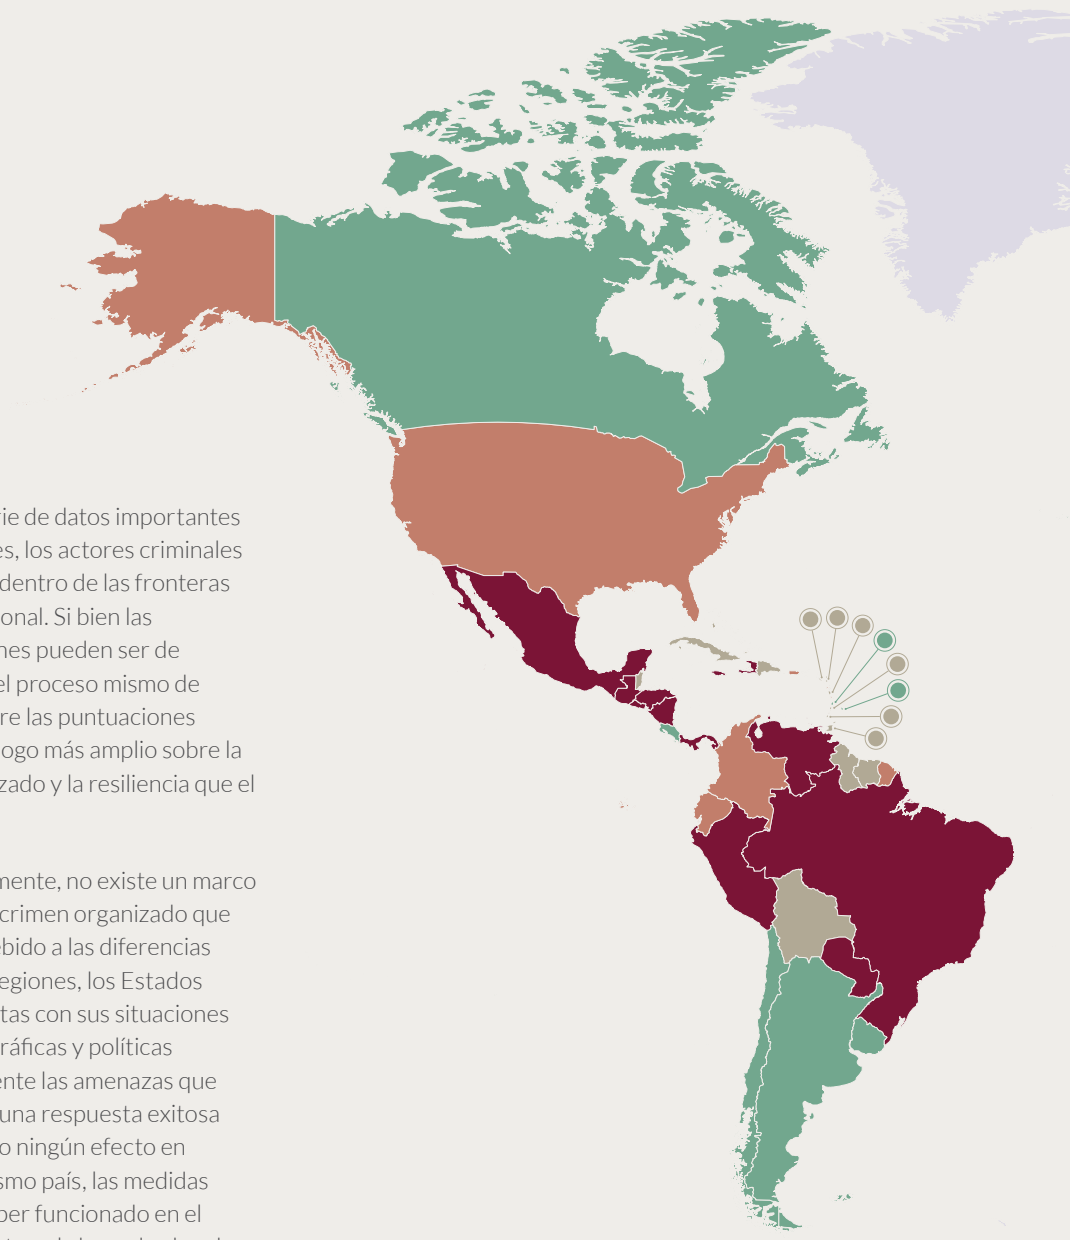 rie de datos importantes
es, los actores criminales
dentro de las fronteras
onal. Si bien las
nes pueden ser de
el proceso mismo de
re las puntuaciones
ogo más amplio sobre la
zado y la resiliencia que el
mente, no existe un marco
crimen organizado que
ebido a las diferencias
egiones, los Estados
tas con sus situaciones
ráficas y políticas
ente las amenazas que
una respuesta exitosa
o ningún efecto en
smo país, las medidas
ber funcionado en el